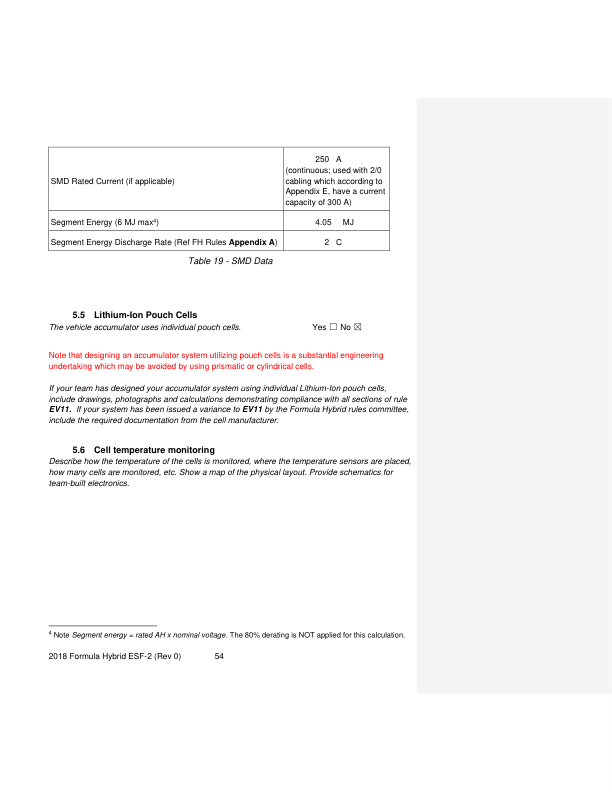 SMD Rated Current (if applicable)
250 A
(continuous; used with 2/0
cabling which according to
Appendix E, have a current
capacity of 300 A)
Segment Energy (6 MJ max⁴) 4.05 MJ
Segment Energy Discharge Rate (Ref FH Rules Appendix A) 2 C
Table 19 - SMD Data
5.5 Lithium-Ion Pouch Cells
The vehicle accumulator uses individual pouch cells. Yes ☐ No ☒
Note that designing an accumulator system utilizing pouch cells is a substantial engineering
undertaking which may be avoided by using prismatic or cylindrical cells.
If your team has designed your accumulator system using individual Lithium-Ion pouch cells,
include drawings, photographs and calculations demonstrating compliance with all sections of rule
EV11. If your system has been issued a variance to EV11 by the Formula Hybrid rules committee,
include the required documentation from the cell manufacturer.
5.6 Cell temperature monitoring
Describe how the temperature of the cells is monitored, where the temperature sensors are placed,
how many cells are monitored, etc. Show a map of the physical layout. Provide schematics for
team-built electronics.
⁴ Note Segment energy = rated AH x nominal voltage. The 80% derating is NOT applied for this calculation.
2018 Formula Hybrid ESF-2 (Rev 0) 54